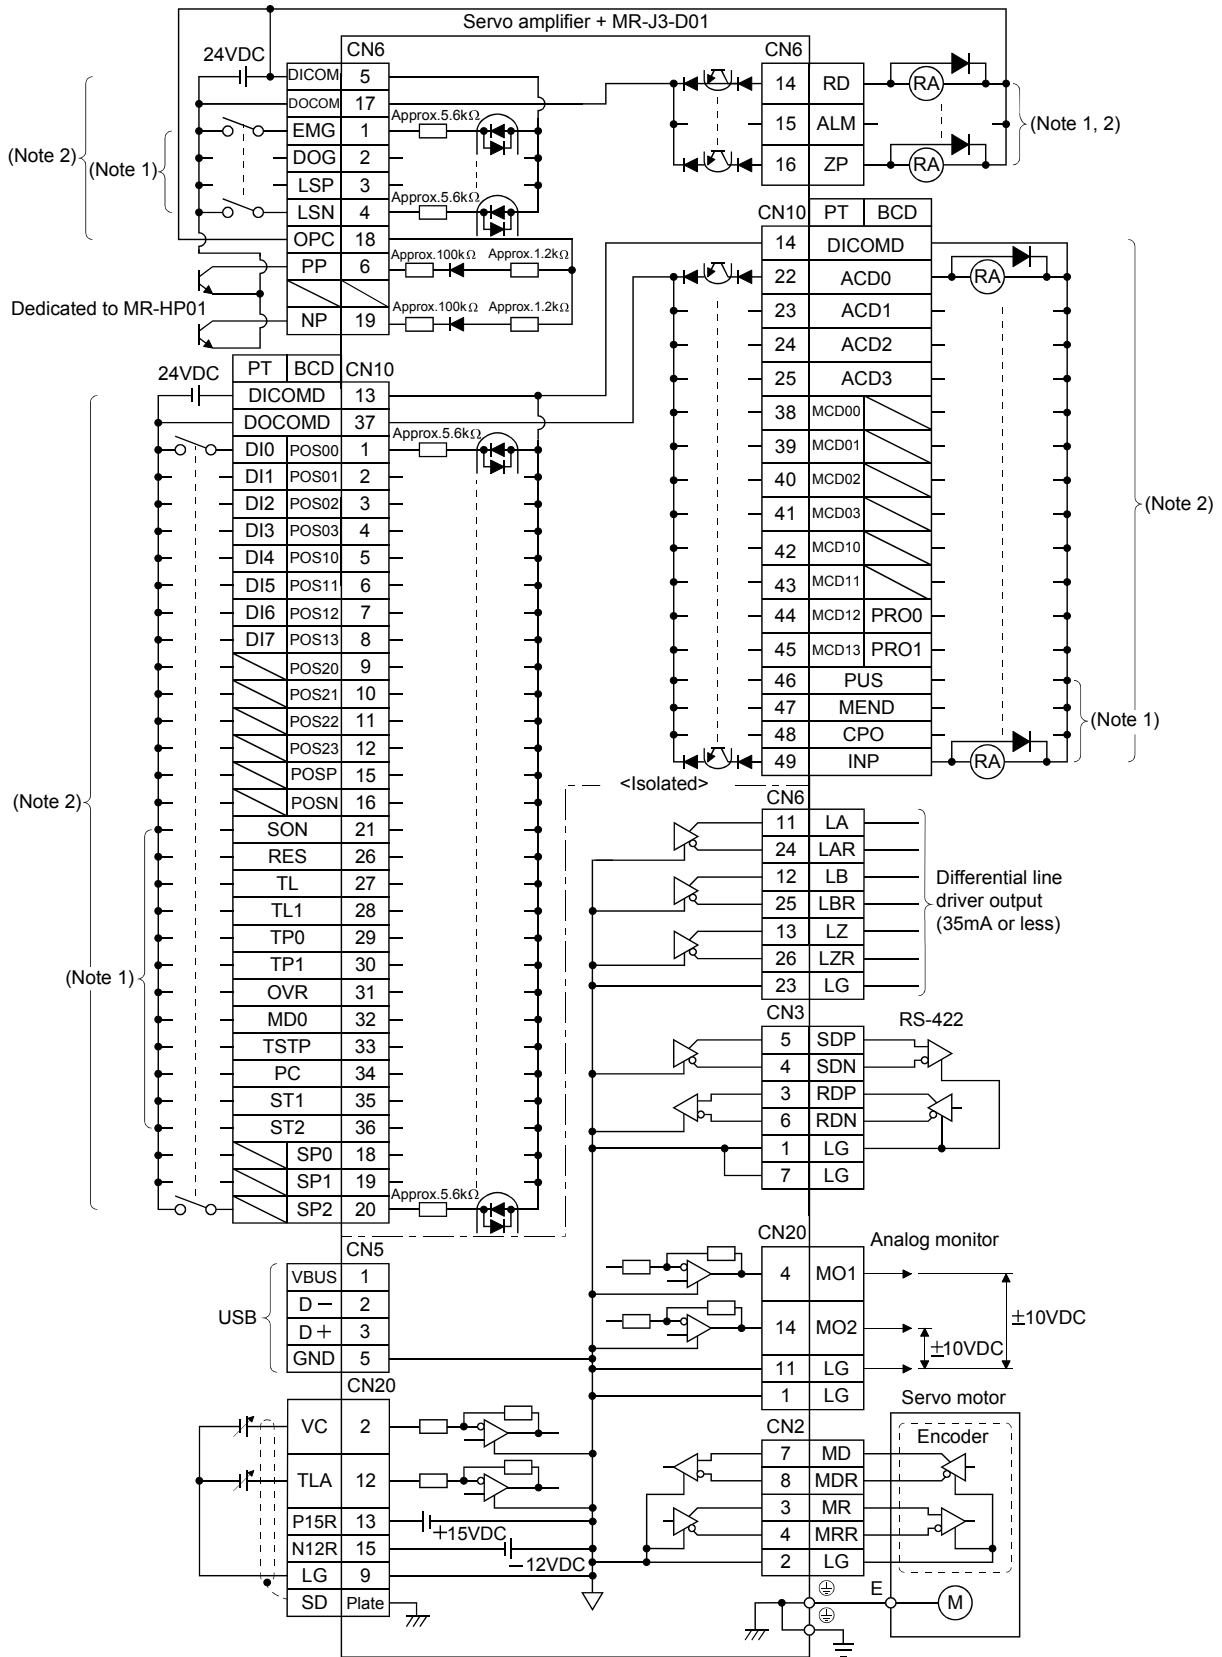 Servo amplifier + MR-J3-D01
24VDC
CN6
DICOM 5
DOCOM 17
EMG 1 Approx.5.6kΩ
DOG 2
LSP 3
LSN 4 Approx.5.6kΩ
OPC 18
PP 6 Approx.100kΩ Approx.1.2kΩ
NP 19 Approx.100kΩ Approx.1.2kΩ
(Note 2)
(Note 1)
Dedicated to MR-HP01
CN6
14 RD RA
15 ALM
16 ZP RA
(Note 1, 2)
24VDC
PT BCD CN10
DICOMD 13
DOCOMD 37
DI0 POS00 1 Approx.5.6kΩ
DI1 POS01 2
DI2 POS02 3
DI3 POS03 4
DI4 POS10 5
DI5 POS11 6
DI6 POS12 7
DI7 POS13 8
POS20 9
POS21 10
POS22 11
POS23 12
POSP 15
POSN 16
SON 21
RES 26
TL 27
TL1 28
TP0 29
TP1 30
OVR 31
MD0 32
TSTP 33
PC 34
ST1 35
ST2 36
SP0 18
SP1 19
SP2 20 Approx.5.6kΩ
(Note 2)
(Note 1)
CN10 PT BCD
14 DICOMD
22 ACD0 RA
23 ACD1
24 ACD2
25 ACD3
38 MCD00
39 MCD01
40 MCD02
41 MCD03
42 MCD10
43 MCD11
44 MCD12 PRO0
45 MCD13 PRO1
46 PUS
47 MEND
48 CPO
49 INP RA
(Note 2)
(Note 1)
<Isolated>
CN6
11 LA
24 LAR
12 LB
25 LBR
13 LZ
26 LZR
23 LG
Differential line
driver output
(35mA or less)
CN3
RS-422
5 SDP
4 SDN
3 RDP
6 RDN
1 LG
7 LG
CN5
VBUS 1
D− 2
D+ 3
GND 5
USB
CN20
Analog monitor
4 MO1
14 MO2
11 LG
1 LG
±10VDC
±10VDC
CN20
VC 2
TLA 12
P15R 13 +15VDC
N12R 15 −12VDC
LG 9
SD Plate
CN2
Servo motor
Encoder
7 MD
8 MDR
3 MR
4 MRR
2 LG
E
M